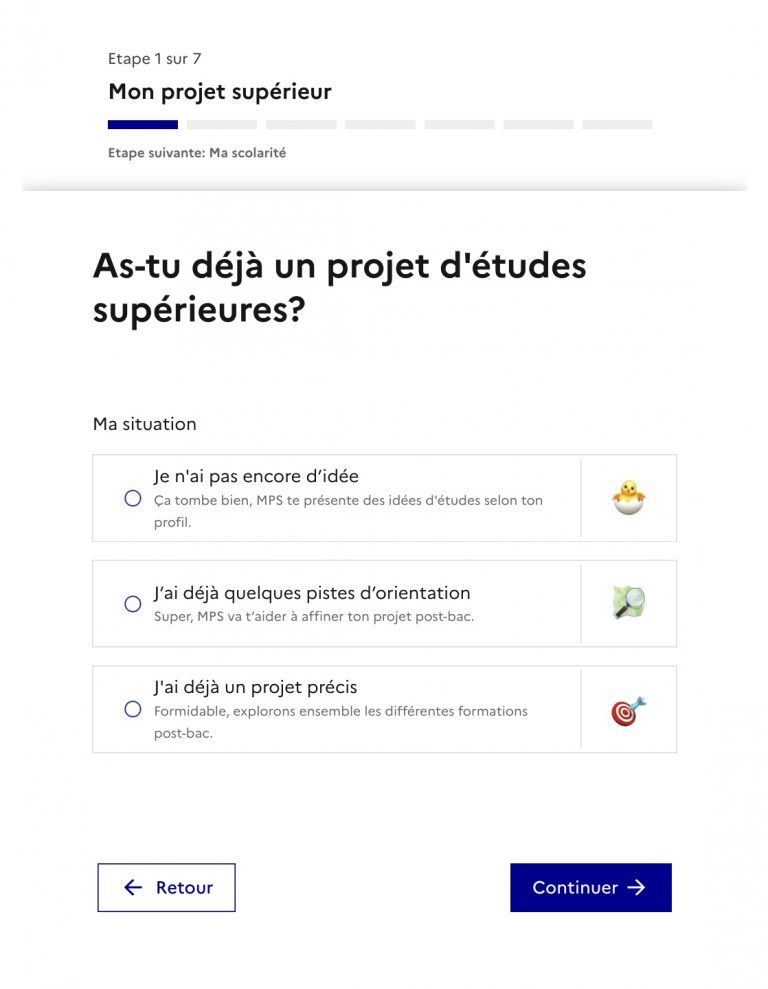 Etape 1 sur 7
Mon projet supérieur
Etape suivante: Ma scolarité
As-tu déjà un projet d'études
supérieures?
Ma situation
Je n'ai pas encore d’idée
Ça tombe bien, MPS te présente des idées d'études selon ton
profil.
J’ai déjà quelques pistes d’orientation
Super, MPS va t’aider à affiner ton projet post-bac.
J'ai déjà un projet précis
Formidable, explorons ensemble les différentes formations
post-bac.
Retour
Continuer